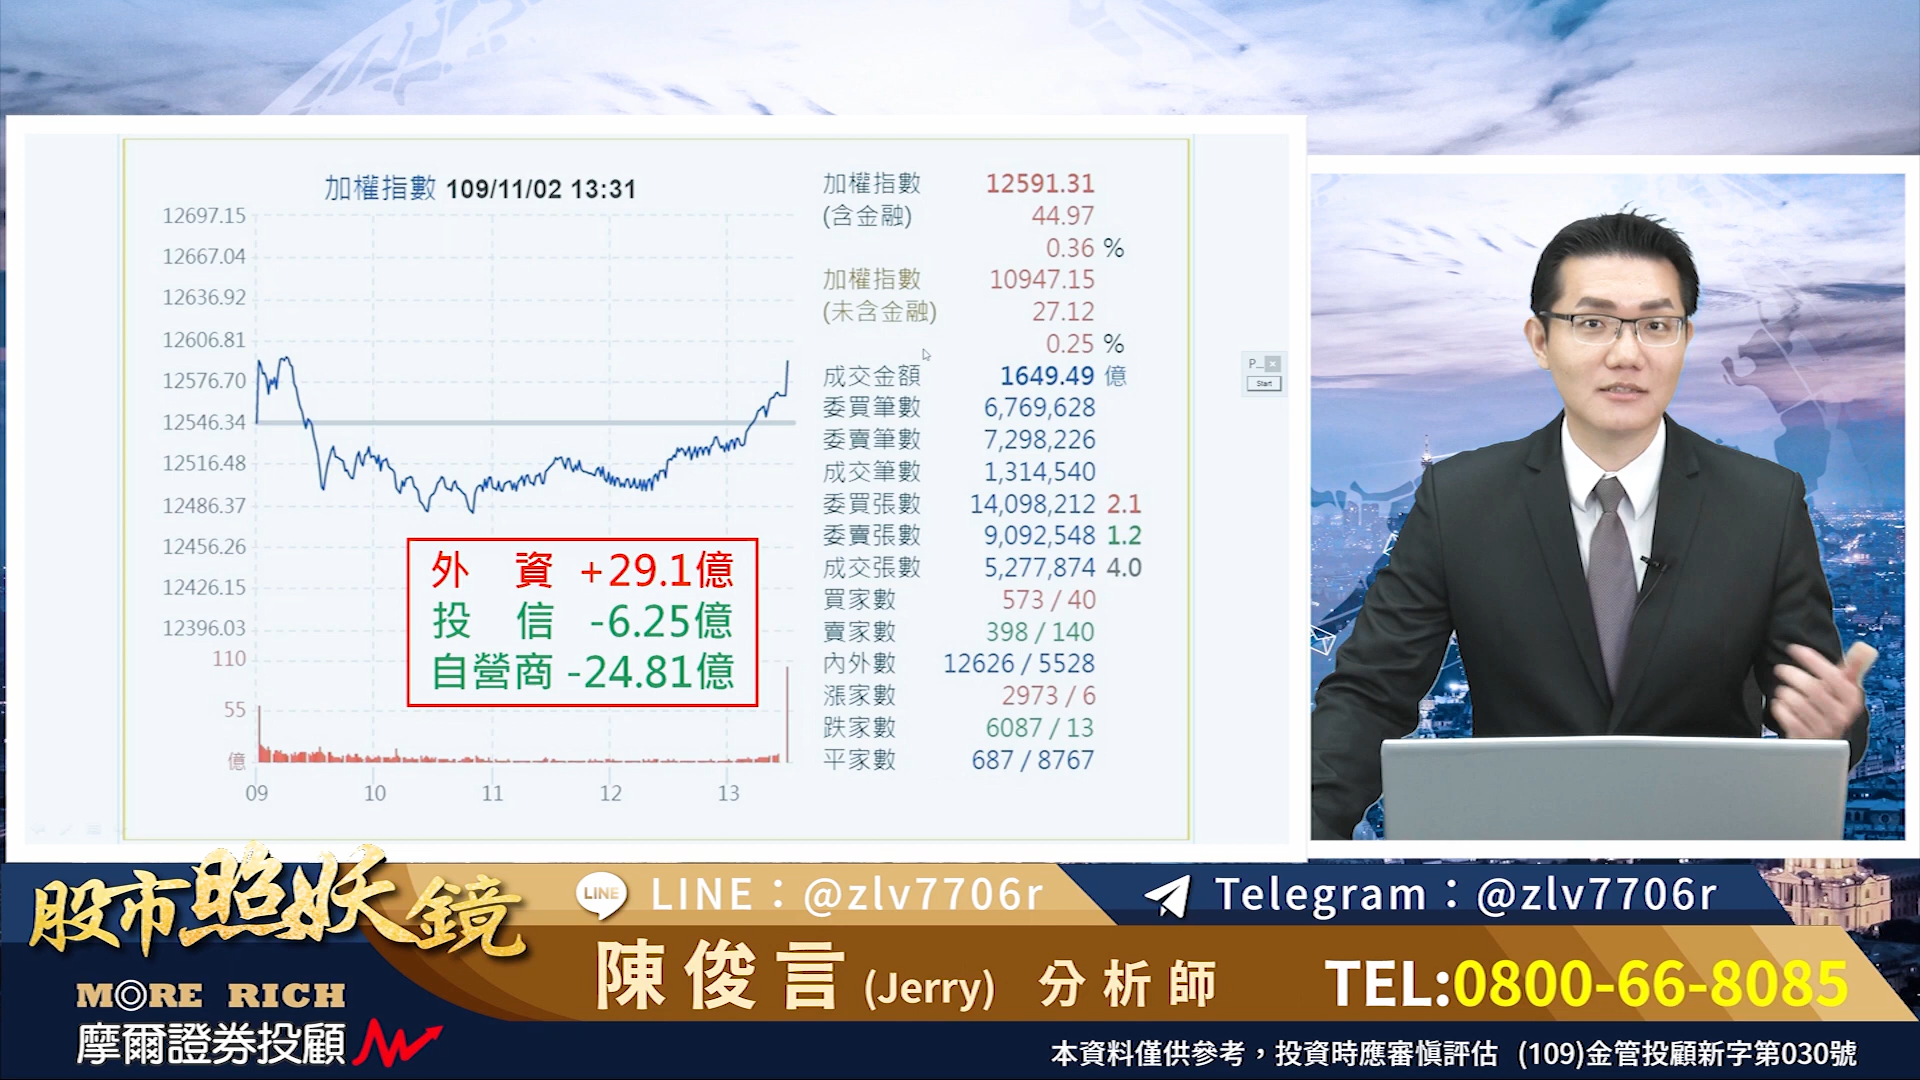 加權指數 109/11/02 13:31
12697.15
12667.04
12636.92
12606.81
12576.70
12546.34
12516.48
12486.37
12456.26
12426.15
12396.03
110
55
億
09 10 11 12 13
外 資 +29.1億
投 信 -6.25億
自營商 -24.81億
加權指數 12591.31
(含金融) 44.97
0.36 %
加權指數 10947.15
(未含金融) 27.12
0.25 %
成交金額 1649.49 億
委買筆數 6,769,628
委賣筆數 7,298,226
成交筆數 1,314,540
委買張數 14,098,212 2.1
委賣張數 9,092,548 1.2
成交張數 5,277,874 4.0
買家數 573 / 40
賣家數 398 / 140
內外數 12626 / 5528
漲家數 2973 / 6
跌家數 6087 / 13
平家數 687 / 8767
P...
Start
股市照妖鏡
MORE RICH
摩爾證券投顧
LINE
LINE：@zlv7706r
Telegram：@zlv7706r
陳俊言 (Jerry) 分析師
TEL:0800-66-8085
本資料僅供參考，投資時應審慎評估 (109)金管投顧新字第030號